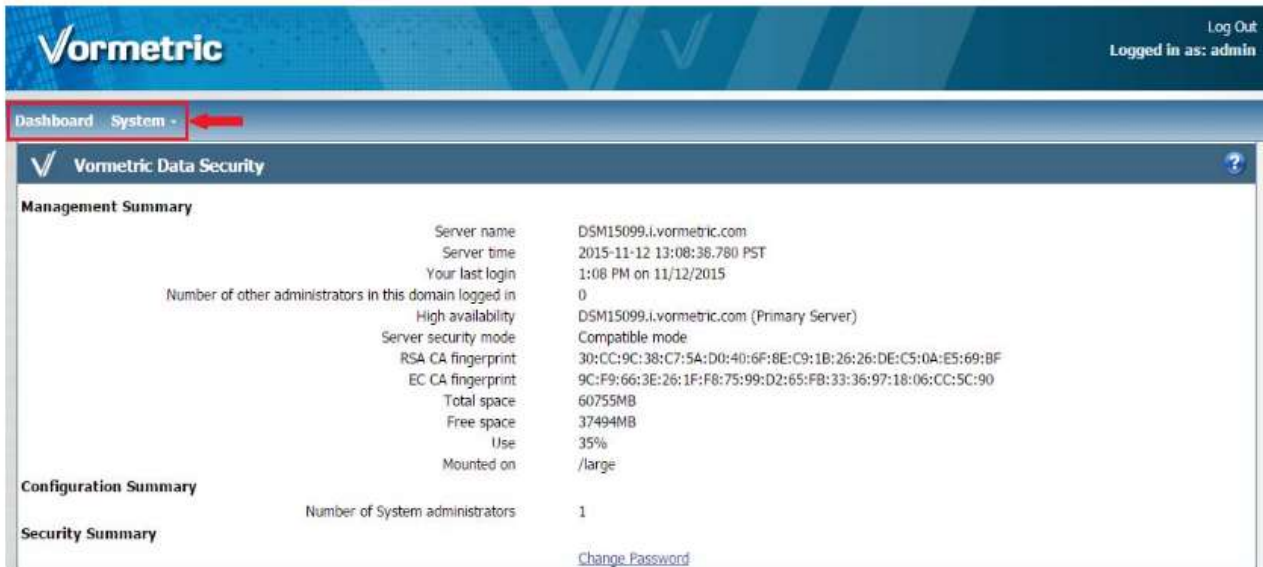 Vormetric
Log Out
Logged in as: admin
Dashboard System
Vormetric Data Security
?
Management Summary
Server name DSM15099.i.vormetric.com
Server time 2015-11-12 13:08:38.780 PST
Your last login 1:08 PM on 11/12/2015
Number of other administrators in this domain logged in 0
High availability DSM15099.i.vormetric.com (Primary Server)
Server security mode Compatible mode
RSA CA fingerprint 30:CC:9C:38:C7:5A:D0:40:6F:8E:C9:1B:26:26:DE:C5:0A:E5:69:BF
EC CA fingerprint 9C:F9:66:3E:26:1F:F8:75:99:D2:65:FB:33:36:97:18:06:CC:5C:90
Total space 60755MB
Free space 37494MB
Use 35%
Mounted on /large
Configuration Summary
Number of System administrators 1
Security Summary
Change Password